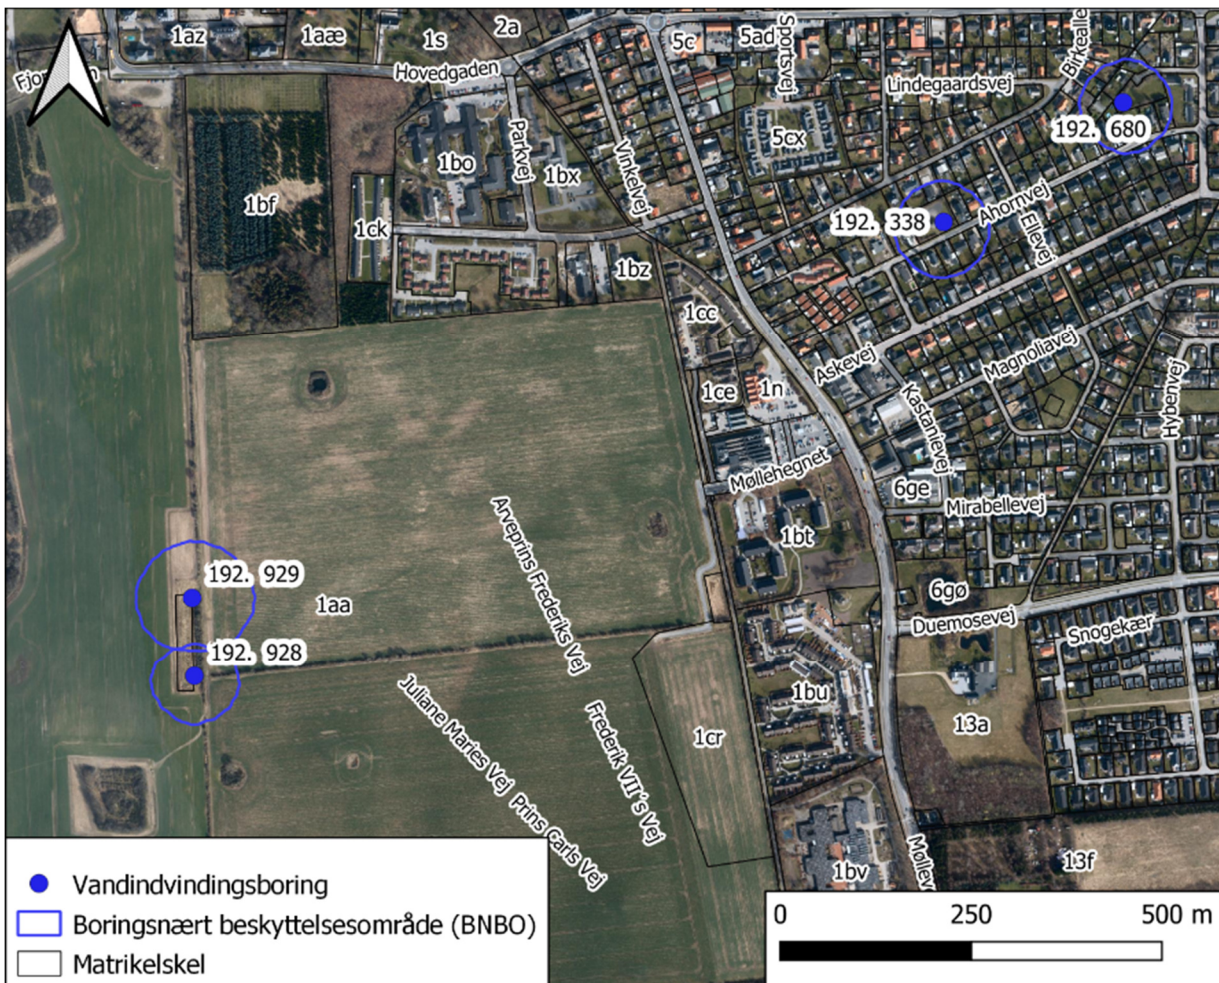 1az
1aæ
1s
2a
5c
5ad
Sportsvej
Birkealle
Hovedgaden
Lindegaardsvej
192. 680
Parkvej
Vinkelvej
5cx
1bo
1bx
1bf
1ck
192. 338
Ahornvej
Ellevej
1bz
1cc
Askevej
Magnoliavej
1ce
1n
Kastanievej
Hybenvej
Møllehegnet
6ge
Mirabellevej
Arveprins Frederiks Vej
1bt
192. 929
1aa
6gø
Duemosevej
Snogekær
192. 928
Juliane Maries Vej
Frederik VII´s Vej
1bu
1cr
13a
Prins Carls Vej
1bv
Møllev
13f
Vandindvindingsboring
Boringsnært beskyttelsesområde (BNBO)
Matrikelskel
0 250 500 m